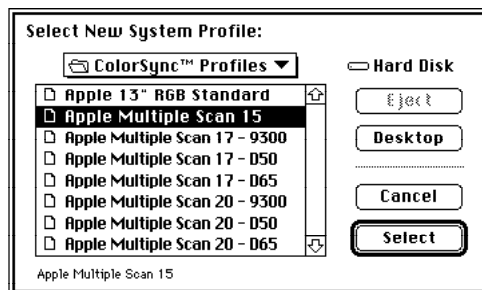 Select New System Profile:
ColorSync™ Profiles
Hard Disk
Apple 13" RGB Standard
Apple Multiple Scan 15
Apple Multiple Scan 17 - 9300
Apple Multiple Scan 17 - D50
Apple Multiple Scan 17 - D65
Apple Multiple Scan 20 - 9300
Apple Multiple Scan 20 - D50
Apple Multiple Scan 20 - D65
Eject
Desktop
Cancel
Select
Apple Multiple Scan 15